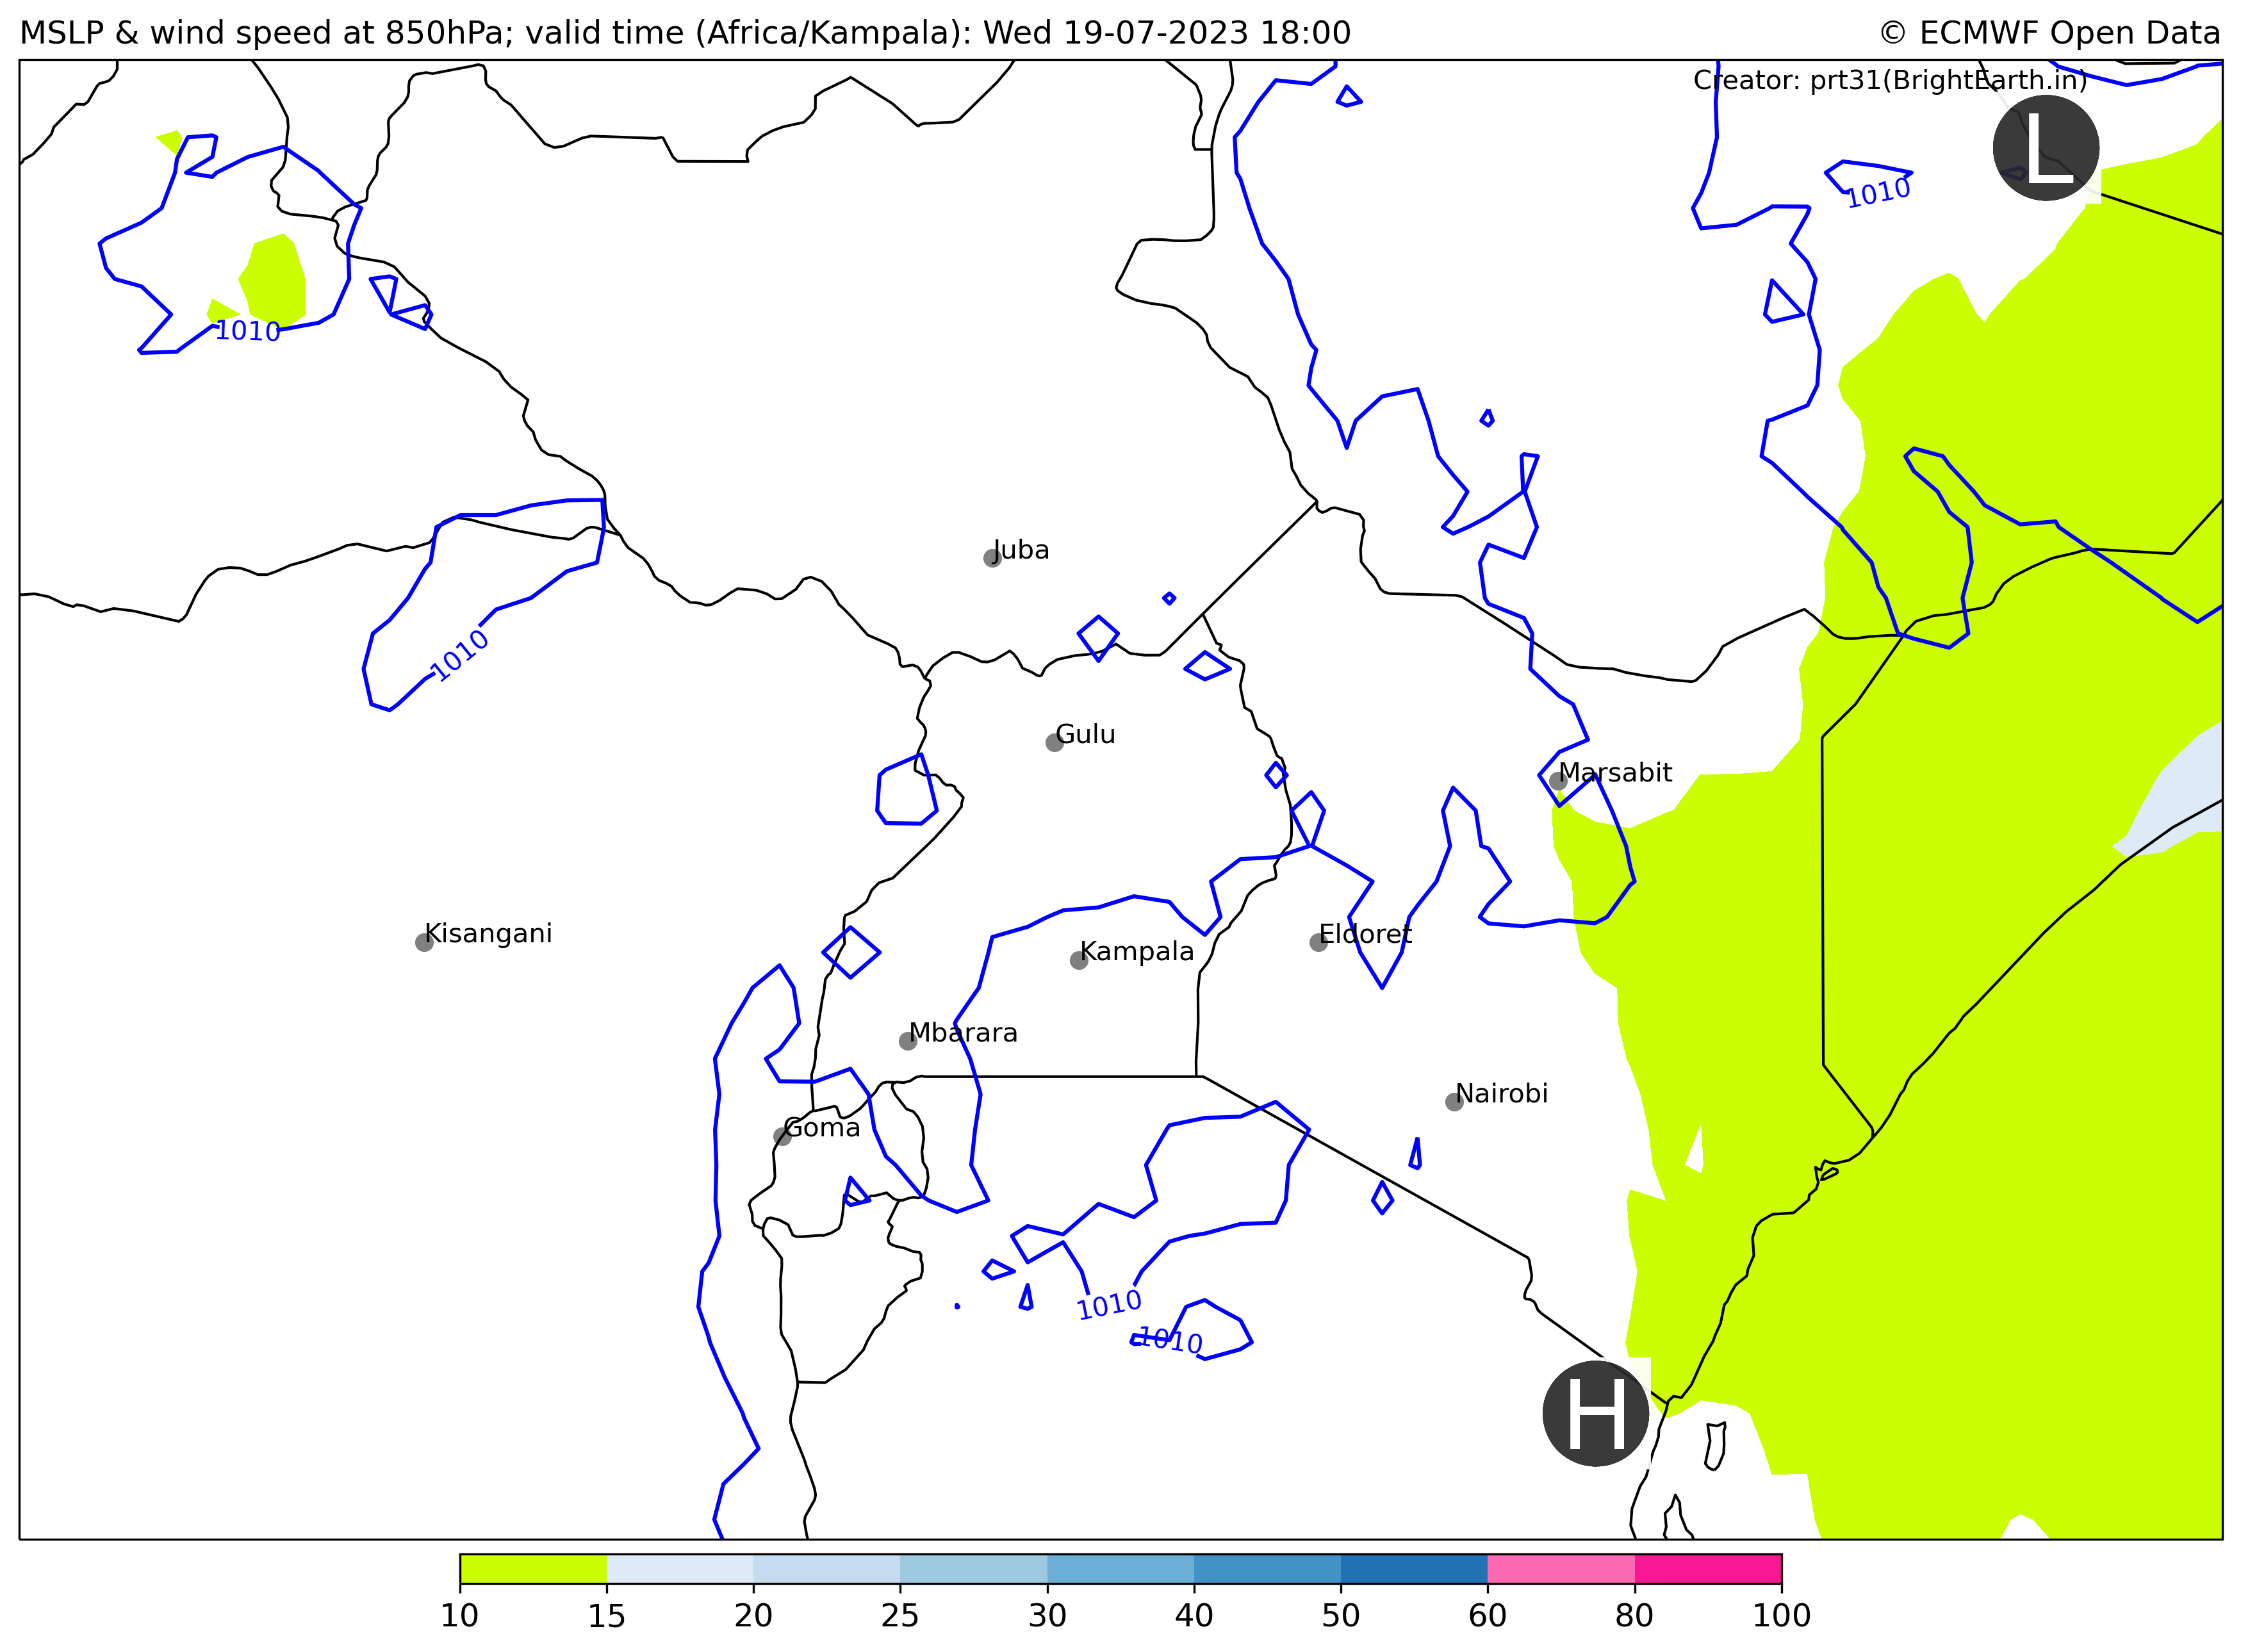 MSLP & wind speed at 850hPa; valid time (Africa/Kampala): Wed 19-07-2023 18:00
© ECMWF Open Data
Creator: prt31(BrightEarth.in)
L
1010
1010
Juba
1010
Gulu
Marsabit
Kisangani
Eldoret
Kampala
Mbarara
Nairobi
Goma
1010
1010
H
10 15 20 25 30 40 50 60 80 100